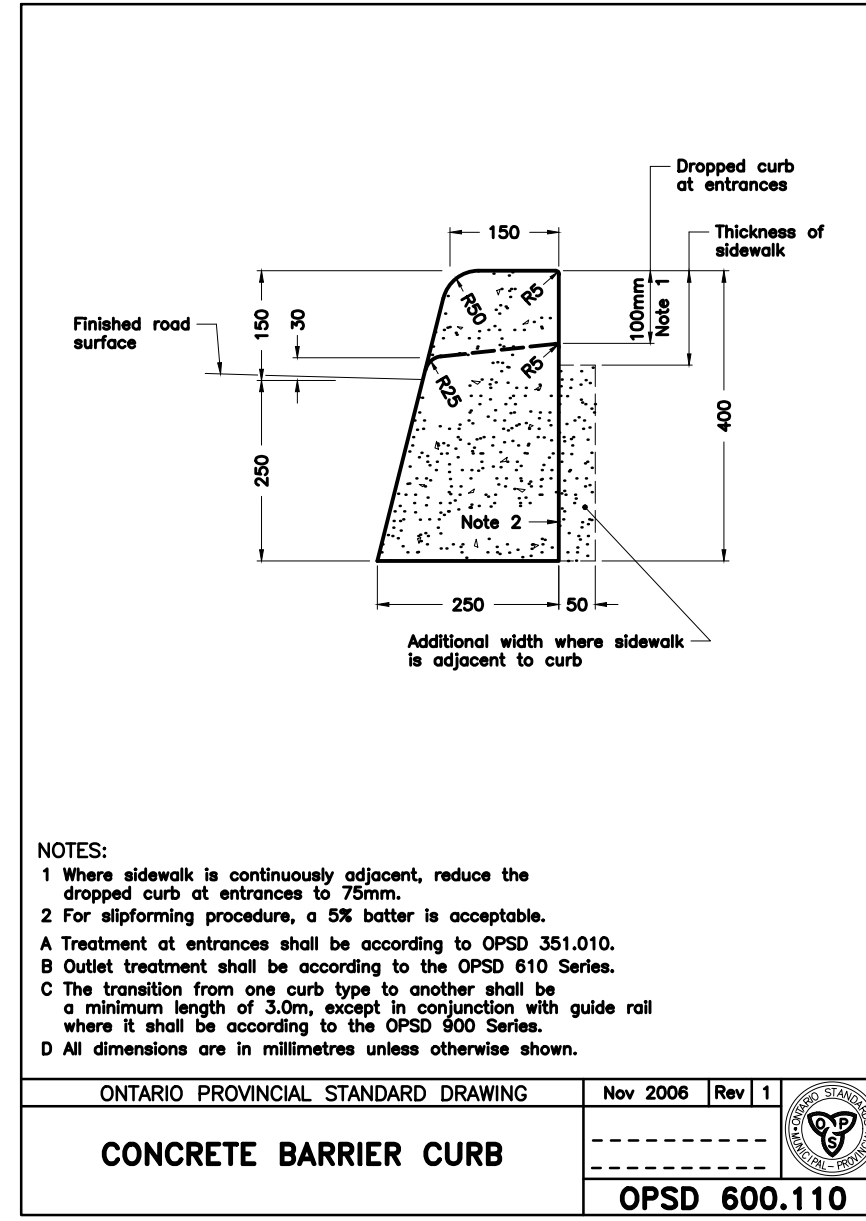 Dropped curb
at entrances
Thickness of
sidewalk
150
Finished road
surface
150
30
R50
R5
100mm
Note 1
R25
R5
400
250
Note 2
250
50
Additional width where sidewalk
is adjacent to curb
NOTES:
1 Where sidewalk is continuously adjacent, reduce the
dropped curb at entrances to 75mm.
2 For slipforming procedure, a 5% batter is acceptable.
A Treatment at entrances shall be according to OPSD 351.010.
B Outlet treatment shall be according to the OPSD 610 Series.
C The transition from one curb type to another shall be
a minimum length of 3.0m, except in conjunction with guide rail
where it shall be according to the OPSD 900 Series.
D All dimensions are in millimetres unless otherwise shown.
ONTARIO PROVINCIAL STANDARD DRAWING
Nov 2006 Rev 1
CONCRETE BARRIER CURB
OPS
OPSD 600.110